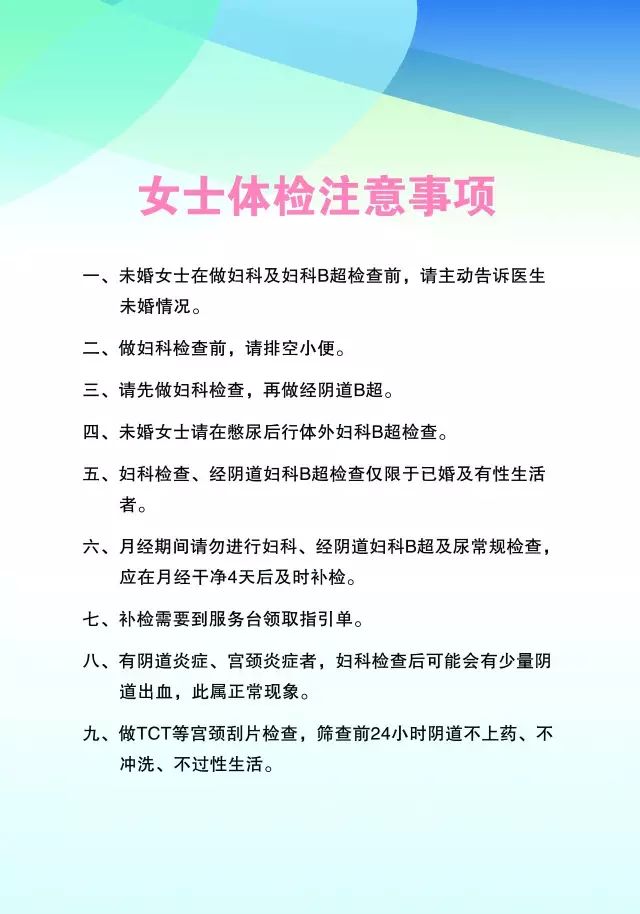 女士体检注意事项
一、未婚女士在做妇科及妇科B超检查前，请主动告诉医生
未婚情况。
二、做妇科检查前，请排空小便。
三、请先做妇科检查，再做经阴道B超。
四、未婚女士请在憋尿后行体外妇科B超检查。
五、妇科检查、经阴道妇科B超检查仅限于已婚及有性生活
者。
六、月经期间请勿进行妇科、经阴道妇科B超及尿常规检查，
应在月经干净4天后及时补检。
七、补检需要到服务台领取指引单。
八、有阴道炎症、宫颈炎症者，妇科检查后可能会有少量阴
道出血，此属正常现象。
九、做TCT等宫颈刮片检查，筛查前24小时阴道不上药、不
冲洗、不过性生活。